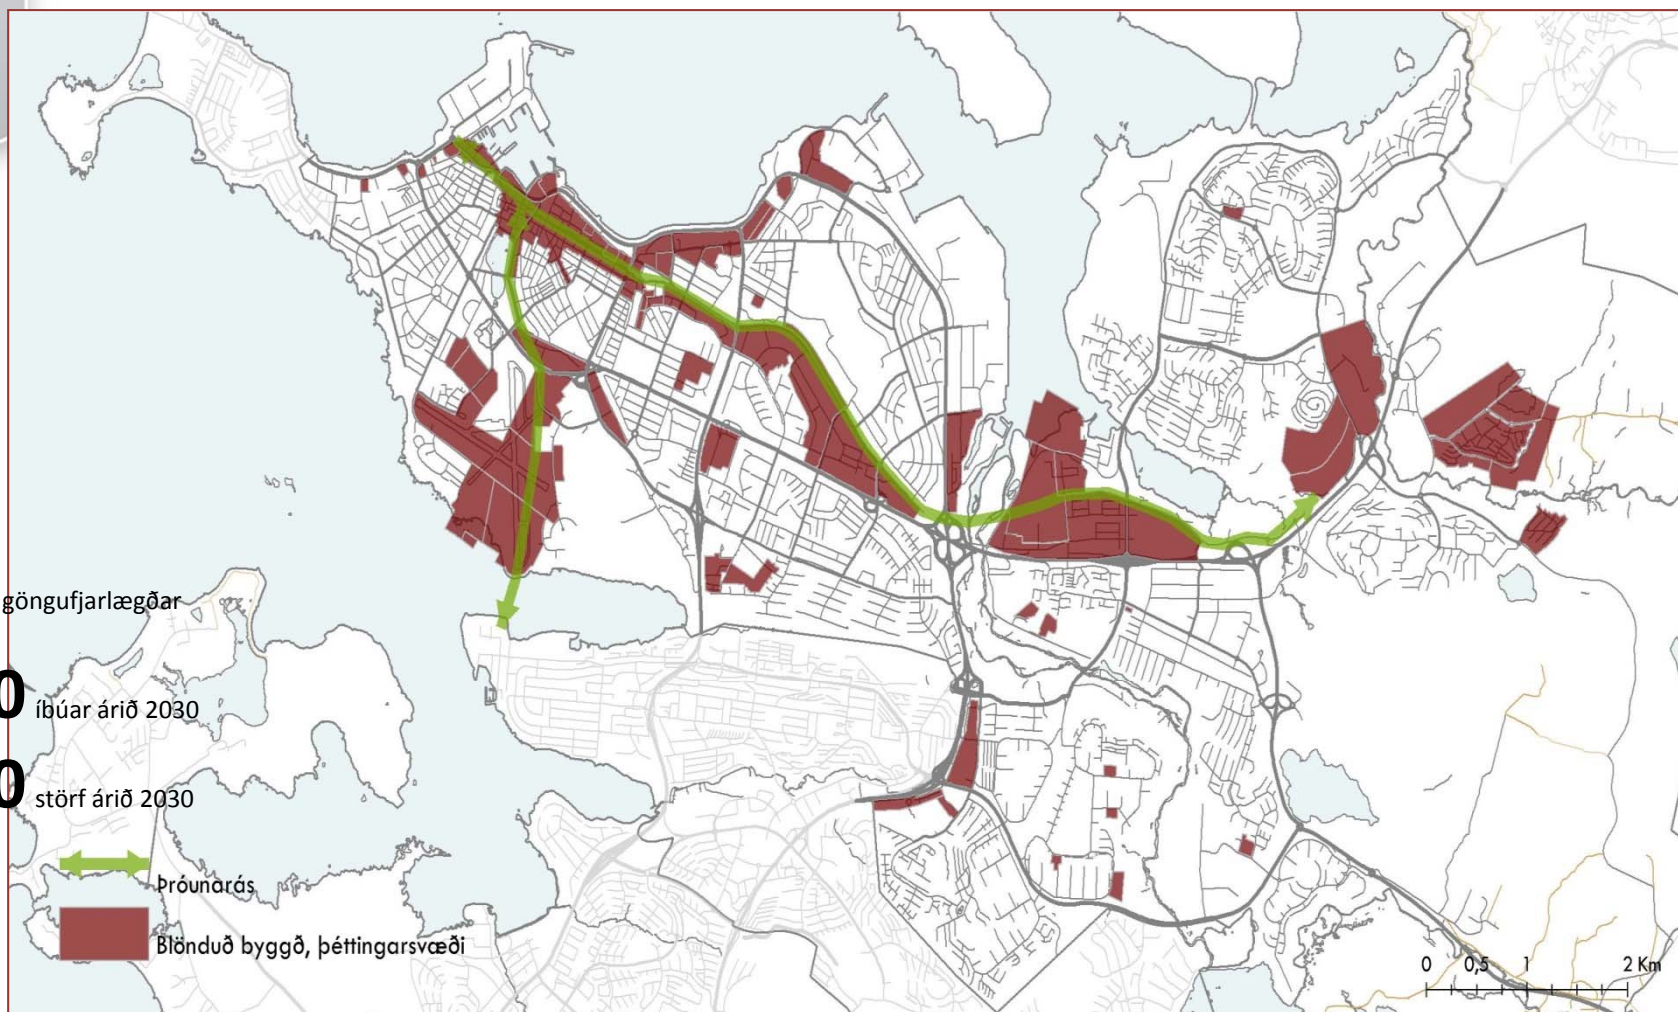 göngufjarlægðar
0 íbúar árið 2030
0 störf árið 2030
Þróunarás
Blönduð byggð, þéttingarsvæði
0 0,5 1 2 Km